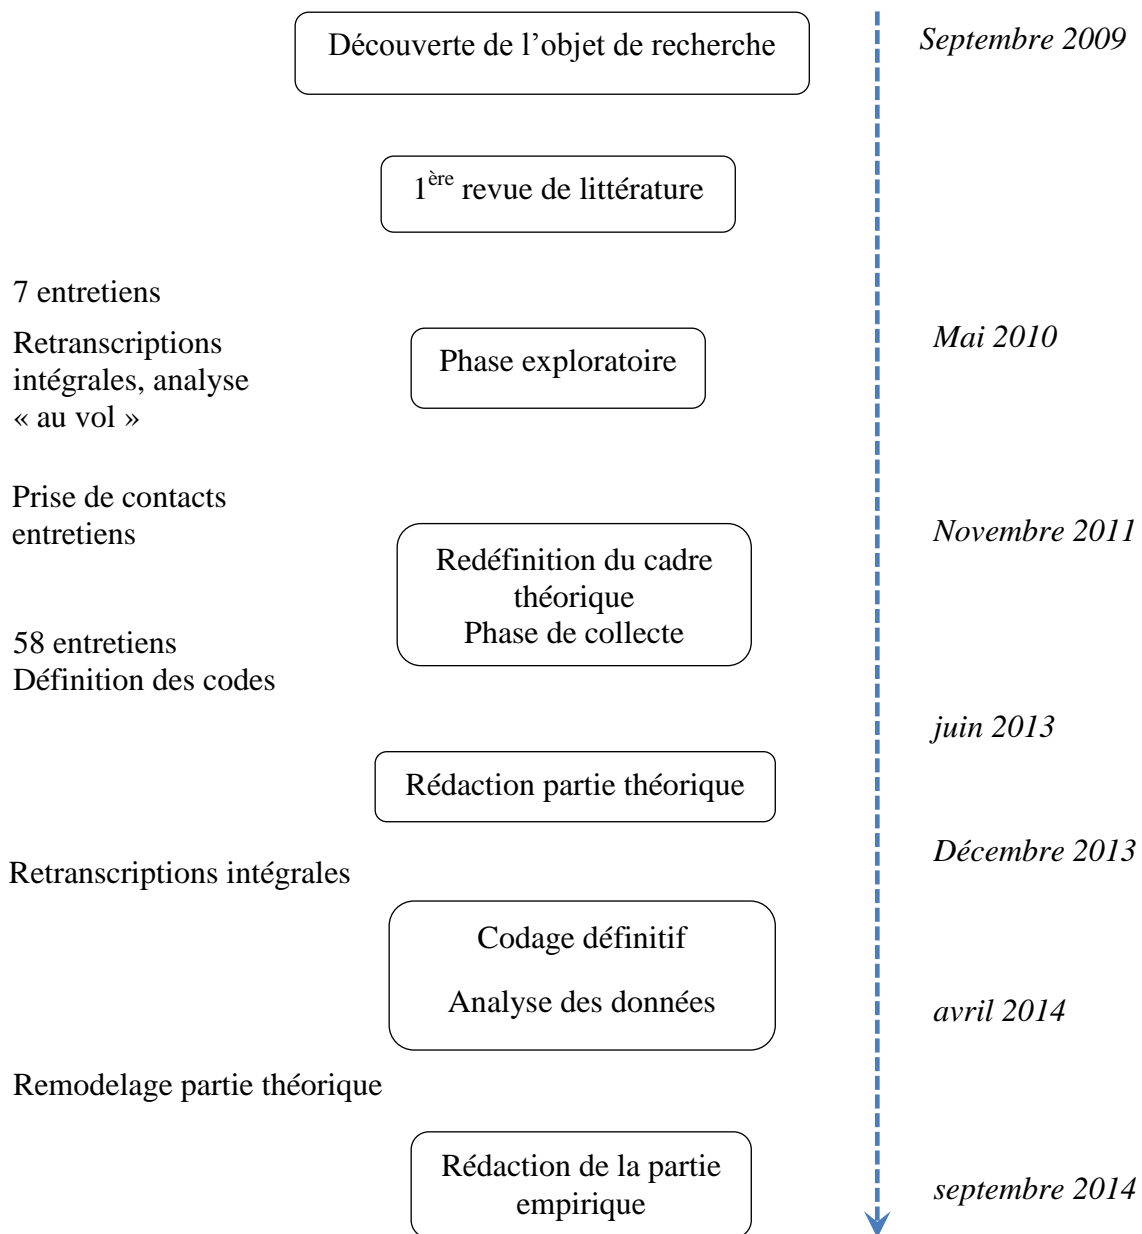 Découverte de l’objet de recherche
Septembre 2009
1ère revue de littérature
7 entretiens
Retranscriptions
intégrales, analyse
« au vol »
Phase exploratoire
Mai 2010
Prise de contacts
entretiens
Redéfinition du cadre
théorique
Phase de collecte
Novembre 2011
58 entretiens
Définition des codes
juin 2013
Rédaction partie théorique
Décembre 2013
Retranscriptions intégrales
Codage définitif
Analyse des données
avril 2014
Remodelage partie théorique
Rédaction de la partie
empirique
septembre 2014